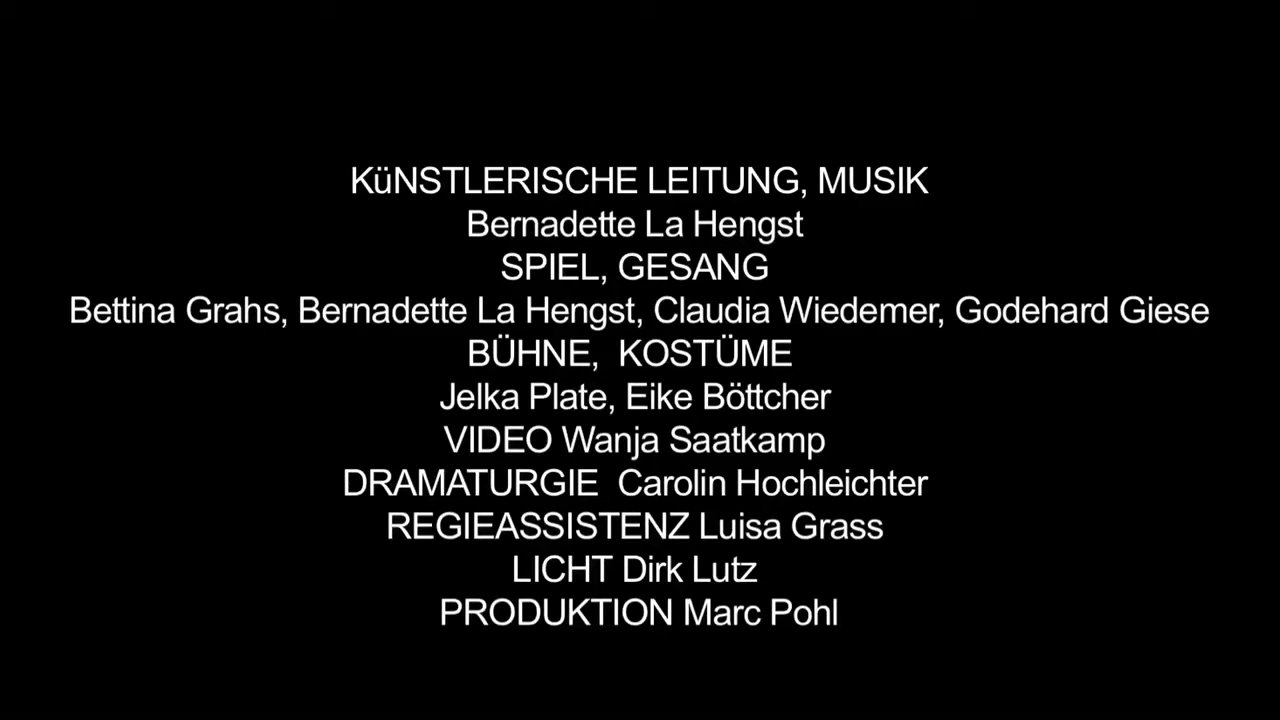 KüNSTLERISCHE LEITUNG, MUSIK
Bernadette La Hengst
SPIEL, GESANG
Bettina Grahs, Bernadette La Hengst, Claudia Wiedemer, Godehard Giese
BÜHNE,  KOSTÜME
Jelka Plate, Eike Böttcher
VIDEO Wanja Saatkamp
DRAMATURGIE  Carolin Hochleichter
REGIEASSISTENZ Luisa Grass
LICHT Dirk Lutz
PRODUKTION Marc Pohl